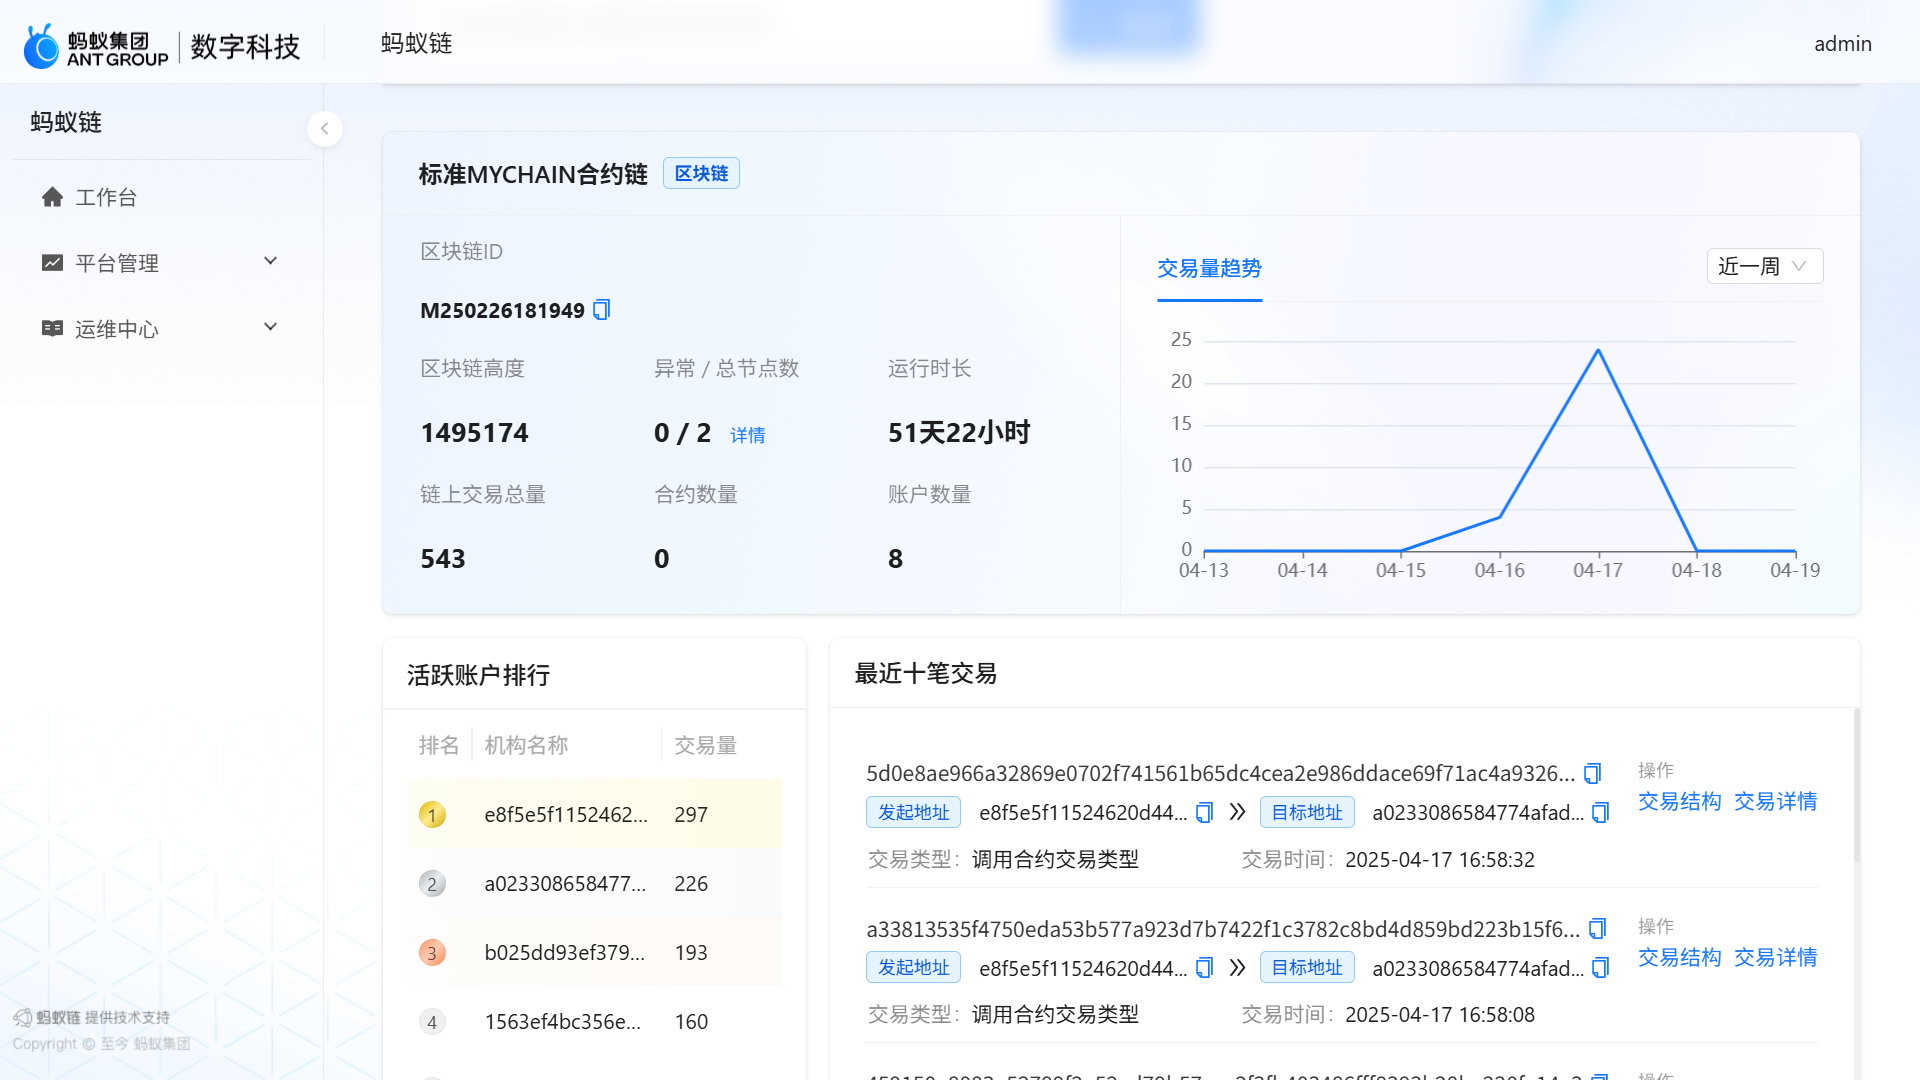 蚂蚁集团
ANT GROUP
数字科技
蚂蚁链
admin
蚂蚁链
工作台
平台管理
运维中心
标准MYCHAIN合约链
区块链
区块链ID
M250226181949
区块链高度
异常 / 总节点数
运行时长
1495174
0 / 2 详情
51天22小时
链上交易总量
合约数量
账户数量
543
0
8
交易量趋势
近一周
25
20
15
10
5
0
04-13 04-14 04-15 04-16 04-17 04-18 04-19
活跃账户排行
排名 机构名称 交易量
1 e8f5e5f1152462... 297
2 a023308658477... 226
3 b025dd93ef379... 193
4 1563ef4bc356e... 160
最近十笔交易
5d0e8ae966a32869e0702f741561b65dc4cea2e986ddace69f71ac4a9326...
操作
发起地址 e8f5e5f11524620d44... 目标地址 a0233086584774afad...
交易结构 交易详情
交易类型： 调用合约交易类型 交易时间： 2025-04-17 16:58:32
a33813535f4750eda53b577a923d7b7422f1c3782c8bd4d859bd223b15f6...
操作
发起地址 e8f5e5f11524620d44... 目标地址 a0233086584774afad...
交易结构 交易详情
交易类型： 调用合约交易类型 交易时间： 2025-04-17 16:58:08
操作
蚂蚁链 提供技术支持
Copyright © 至今 蚂蚁集团